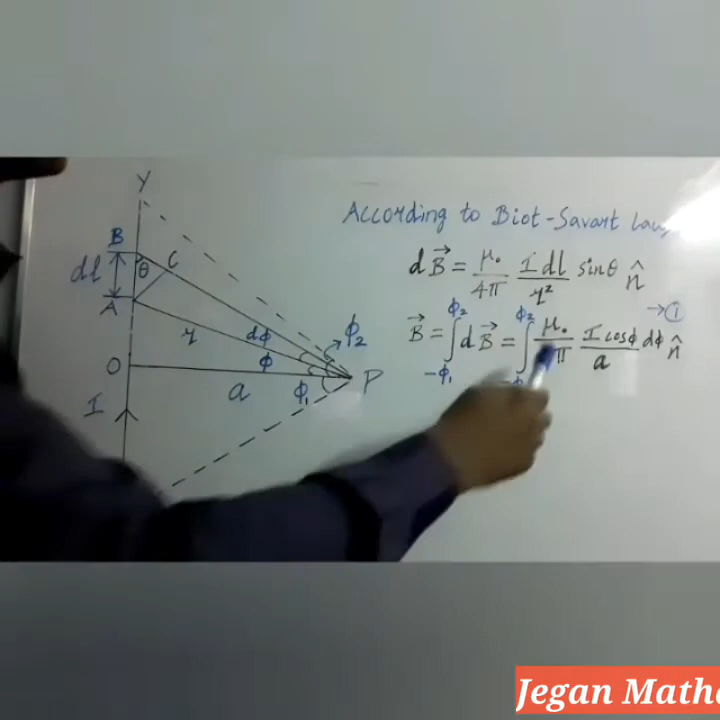 Y
According to Biot-Savart Law
B
dl
θ
C
dB⃗ = μ₀/4π Idl/r² sinθ n̂
→ ①
A
B⃗ = ∫_{-φ₁}^{φ₂} dB⃗ = ∫^{φ₂} μ₀/4π I cosφ/a dφ n̂
r
dφ
φ₂
φ
O
P
a
φ₁
I
Jegan Mathe